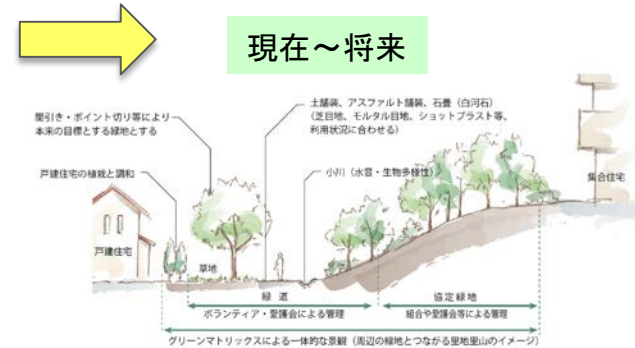 現在～将来
間引き・ポイント切り等により
本来の目標とする緑地とする
土舗装、アスファルト舗装、石畳（白河石）
（芝目地、モルタル目地、ショットブラスト等、
利用状況に合わせる）
戸建住宅の植栽と調和
小川（水音・生物多様性）
集合住宅
戸建住宅
草地
緑道
協定緑地
ボランティア・愛護会による管理
組合や愛護会等による管理
グリーンマトリックスによる一体的な景観（周辺の緑地とつながる里地里山のイメージ）